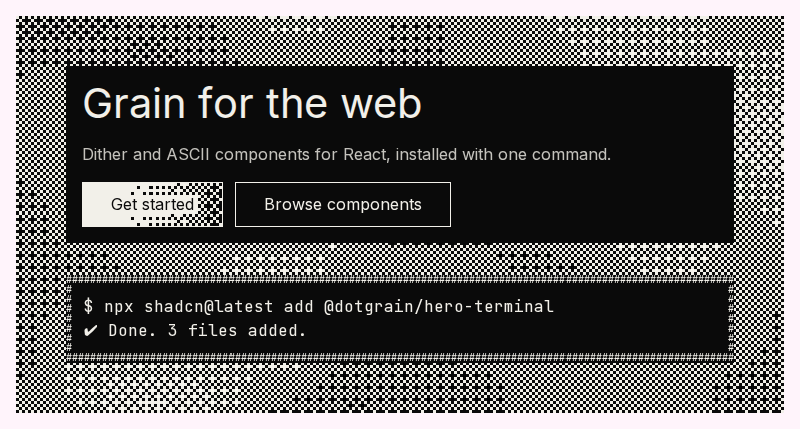 Grain for the web
Dither and ASCII components for React, installed with one command.
Get started
Browse components
$ npx shadcn@latest add @dotgrain/hero-terminal
✔ Done. 3 files added.